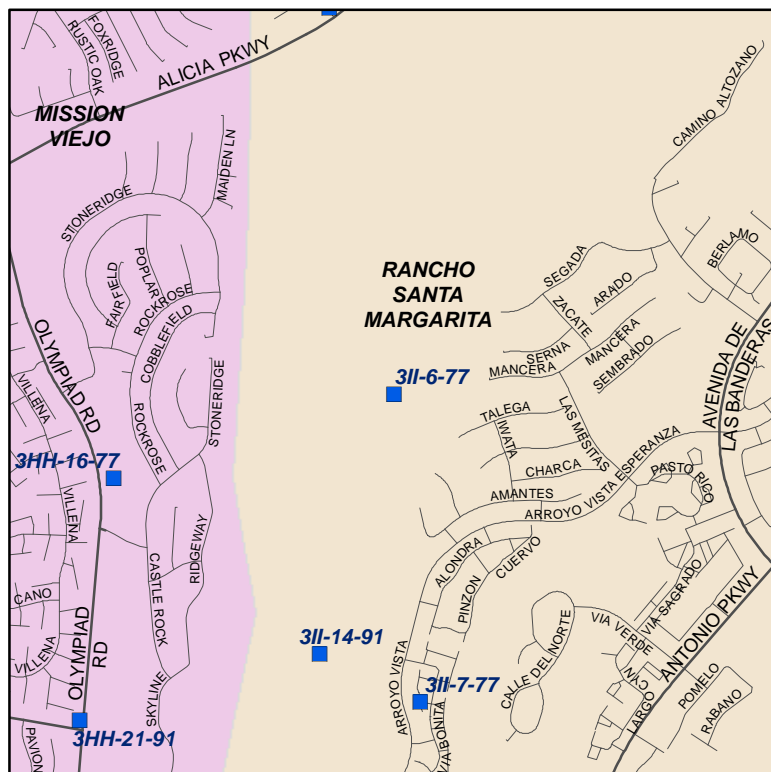 FOXRIDGE
RUSTIC OAK
ALICIA PKWY
MISSION
VIEJO
MAIDEN LN
STONERIDGE
CAMINO ALTOZANO
POPLAR
FAIRFIELD
ROCKROSE
COBBLEFIELD
RANCHO
SANTA
MARGARITA
SEGADA
ARADO
BERLAMO
ZACATE
SERNA
MANCERA
MANCERA
SEMBRADO
AVENIDA DE
LAS BANDERAS
OLYMPIAD RD
VILLENA
STONERIDGE
3II-6-77
TALEGA
IWATA
LAS MESITAS
ROCKROSE
3HH-16-77
CHARCA
PASTO RICO
AMANTES
ARROYO VISTA ESPERANZA
VILLENA
RIDGEWAY
CASTLE ROCK
ALONDRA
CUERVO
PINZON
CANO
VILLENA
OLYMPIAD
RD
VIA SAGRADO
VIA VERDE
ANTONIO PKWY
3II-14-91
CALLE DEL NORTE
ARROYO VISTA
3II-7-77
VIA BONITA
CYN
LARGO
POMELO
RABANO
SKYLINE
3HH-21-91
PAVION